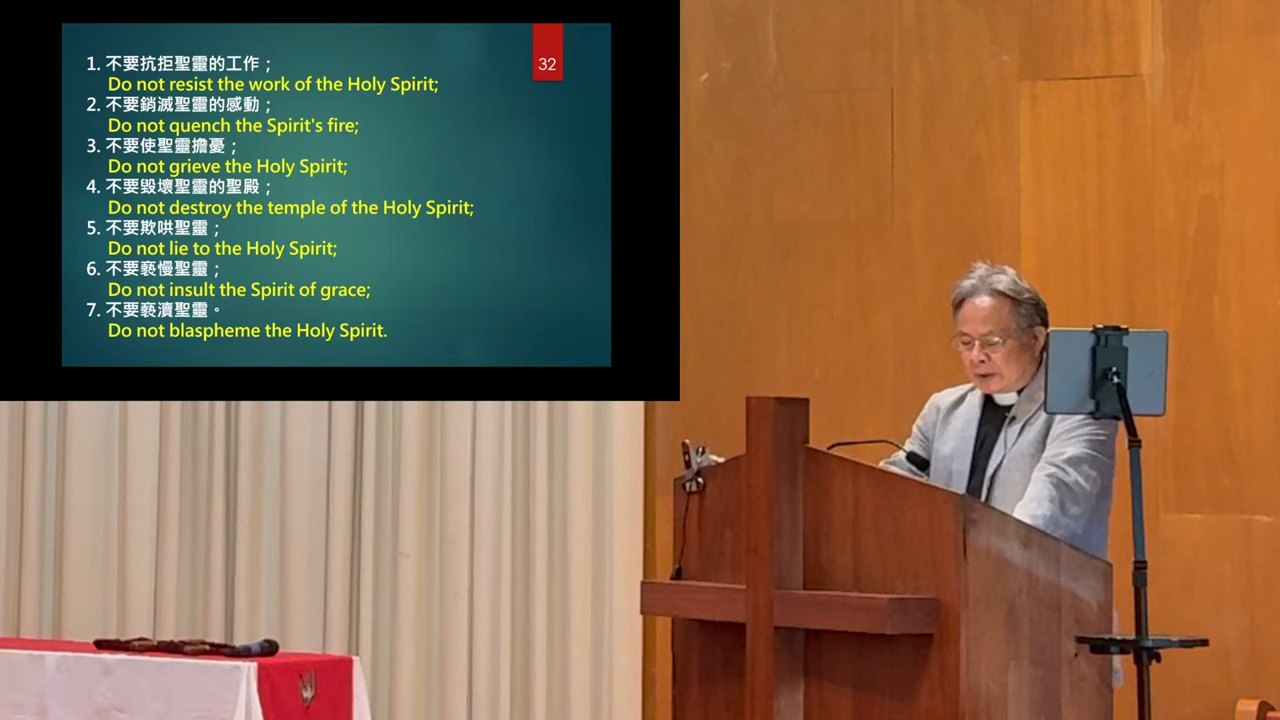 32
1. 不要抗拒聖靈的工作；
Do not resist the work of the Holy Spirit;
2. 不要銷滅聖靈的感動；
Do not quench the Spirit's fire;
3. 不要使聖靈擔憂；
Do not grieve the Holy Spirit;
4. 不要毀壞聖靈的聖殿；
Do not destroy the temple of the Holy Spirit;
5. 不要欺哄聖靈；
Do not lie to the Holy Spirit;
6. 不要褻慢聖靈；
Do not insult the Spirit of grace;
7. 不要褻瀆聖靈。
Do not blaspheme the Holy Spirit.